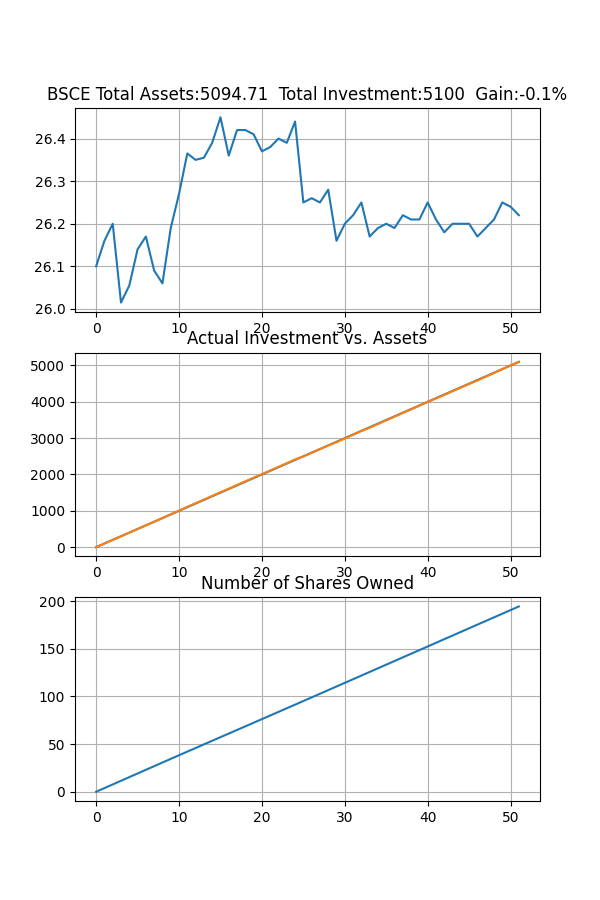 BSCE Total Assets:5094.71  Total Investment:5100  Gain:-0.1%
26.4
26.3
26.2
26.1
26.0
0 10 20 30 40 50
Actual Investment vs. Assets
5000
4000
3000
2000
1000
0
0 10 20 30 40 50
Number of Shares Owned
200
150
100
50
0
0 10 20 30 40 50